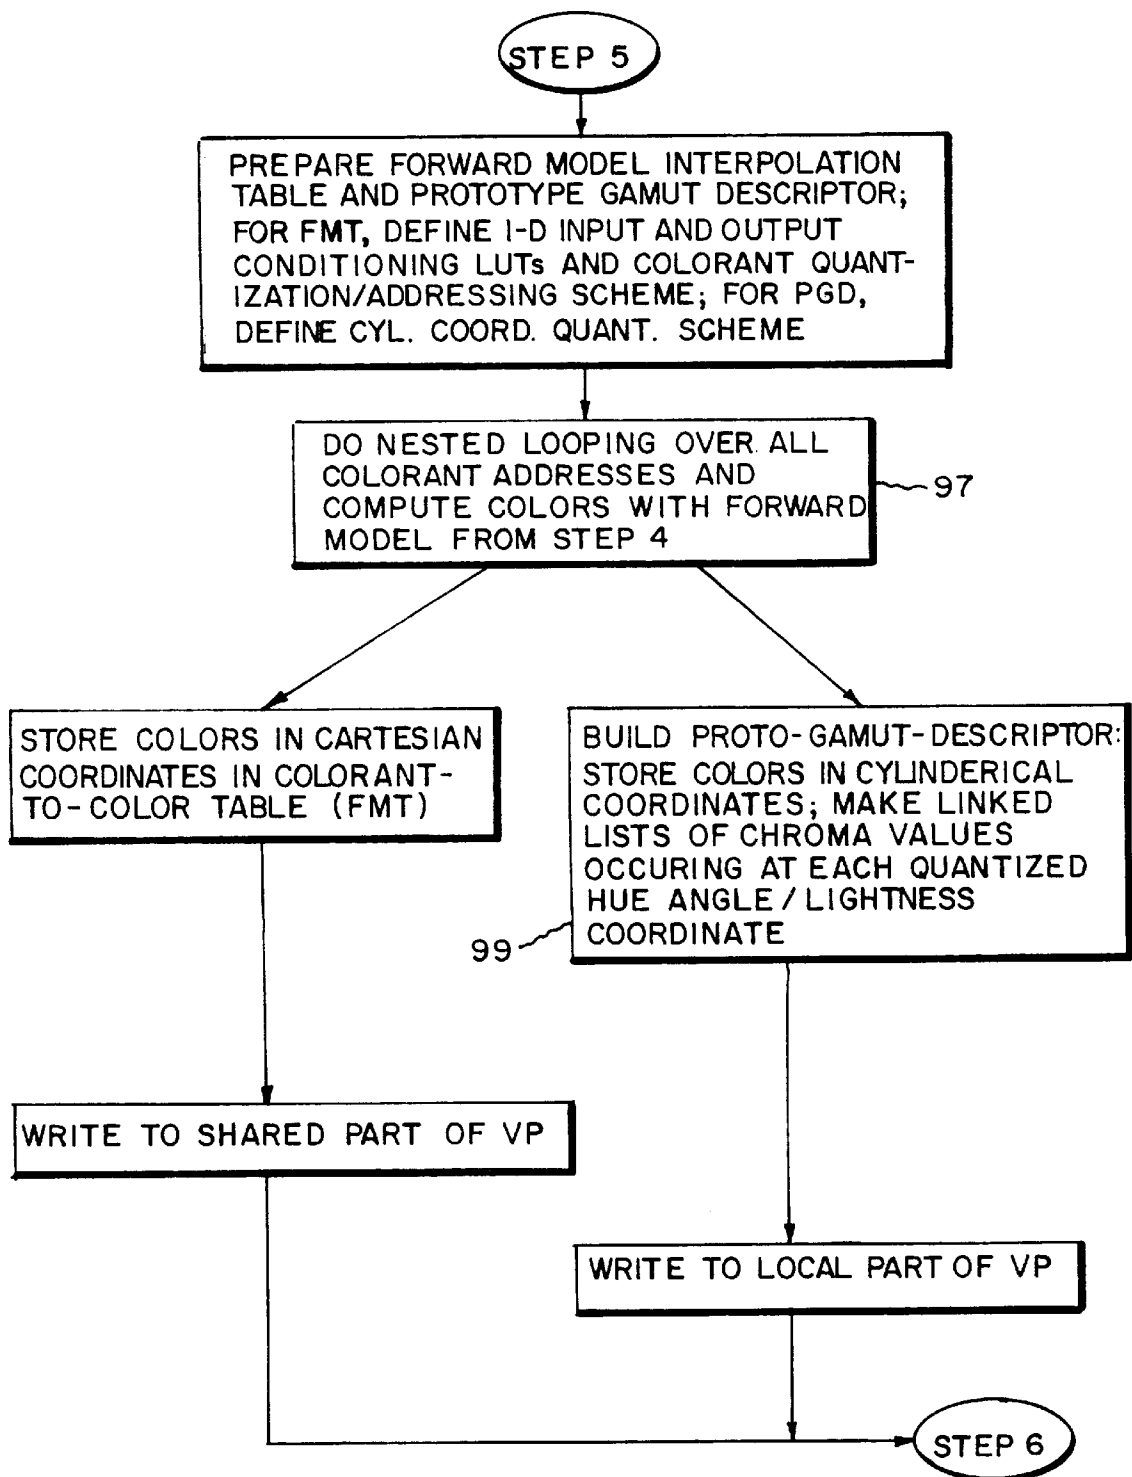 STEP 5
PREPARE FORWARD MODEL INTERPOLATION
TABLE AND PROTOTYPE GAMUT DESCRIPTOR;
FOR FMT, DEFINE 1-D INPUT AND OUTPUT
CONDITIONING LUTs AND COLORANT QUANT-
IZATION/ADDRESSING SCHEME; FOR PGD,
DEFINE CYL. COORD. QUANT. SCHEME
DO NESTED LOOPING OVER ALL
COLORANT ADDRESSES AND
COMPUTE COLORS WITH FORWARD
MODEL FROM STEP 4
97
STORE COLORS IN CARTESIAN
COORDINATES IN COLORANT-
TO-COLOR TABLE (FMT)
BUILD PROTO-GAMUT-DESCRIPTOR:
STORE COLORS IN CYLINDERICAL
COORDINATES; MAKE LINKED
LISTS OF CHROMA VALUES
OCCURING AT EACH QUANTIZED
HUE ANGLE/LIGHTNESS
COORDINATE
99
WRITE TO SHARED PART OF VP
WRITE TO LOCAL PART OF VP
STEP 6